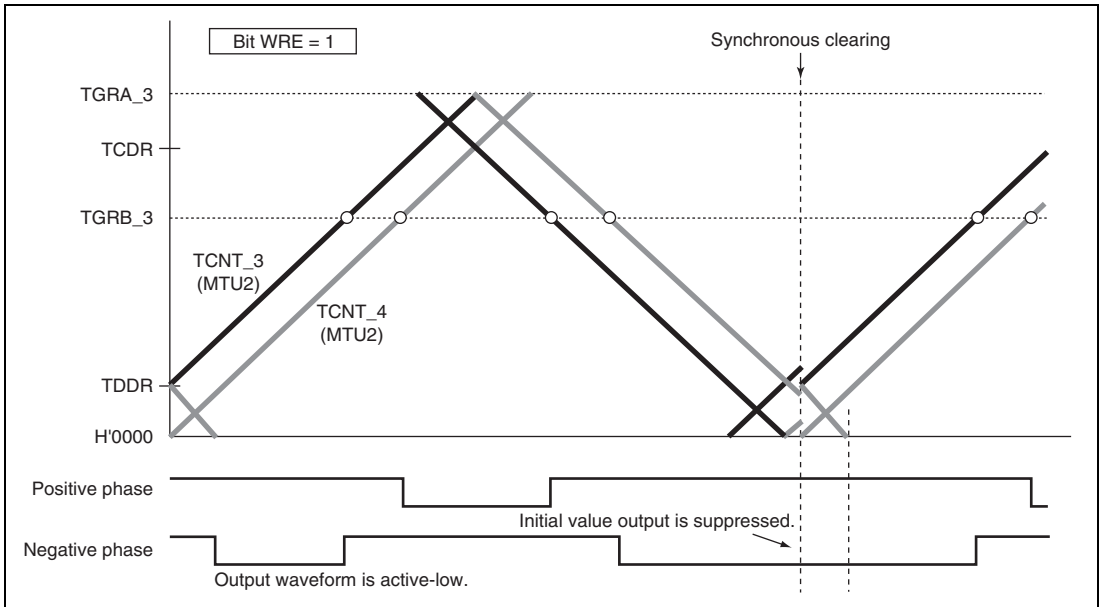 Bit WRE = 1
Synchronous clearing
TGRA_3
TCDR
TGRB_3
TCNT_3
(MTU2)
TCNT_4
(MTU2)
TDDR
H'0000
Positive phase
Initial value output is suppressed.
Negative phase
Output waveform is active-low.